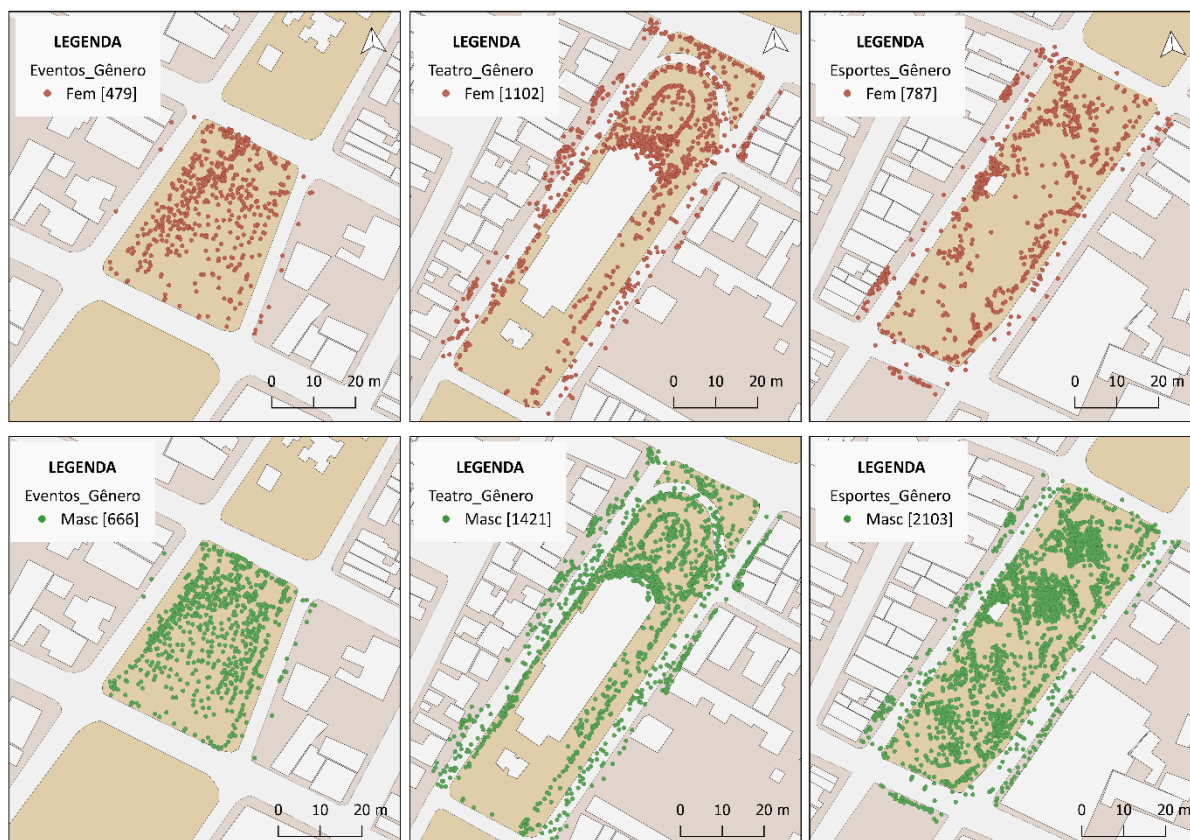 LEGENDA
Eventos_Gênero
Fem [479]
0 10 20 m
LEGENDA
Teatro_Gênero
Fem [1102]
0 10 20 m
LEGENDA
Esportes_Gênero
Fem [787]
0 10 20 m
LEGENDA
Eventos_Gênero
Masc [666]
0 10 20 m
LEGENDA
Teatro_Gênero
Masc [1421]
0 10 20 m
LEGENDA
Esportes_Gênero
Masc [2103]
0 10 20 m